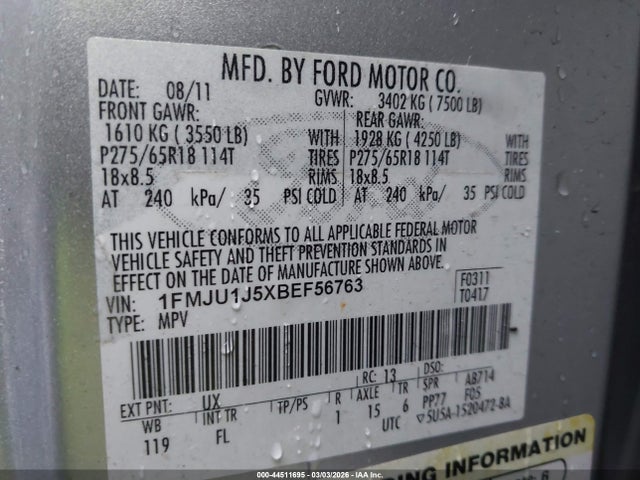 MFD. BY FORD MOTOR CO.
DATE: 08/11 GVWR: 3402 KG ( 7500 LB)
FRONT GAWR: REAR GAWR:
1610 KG ( 3550 LB) WITH 1928 KG ( 4250 LB) WITH
P275/65R18 114T TIRES P275/65R18 114T TIRES
18x8.5 RIMS 18x8.5 RIMS
AT 240 kPa/ 35 PSI COLD AT 240 kPa/ 35 PSI COLD
THIS VEHICLE CONFORMS TO ALL APPLICABLE FEDERAL MOTOR
VEHICLE SAFETY AND THEFT PREVENTION STANDARDS IN
EFFECT ON THE DATE OF MANUFACTURE SHOWN ABOVE.
VIN: 1FMJU1J5XBEF56763 F0311
TYPE: MPV T0417
EXT PNT: UX RC: 13 DSO:
WB INT TR TP/PS R AXLE TR SPR AB714
119 FL 1 15 6 PP77 F05
UTC ▽5U5A-1520472-BA
ING INFORMATION
000-44511695 - 03/03/2026 - IAA Inc.